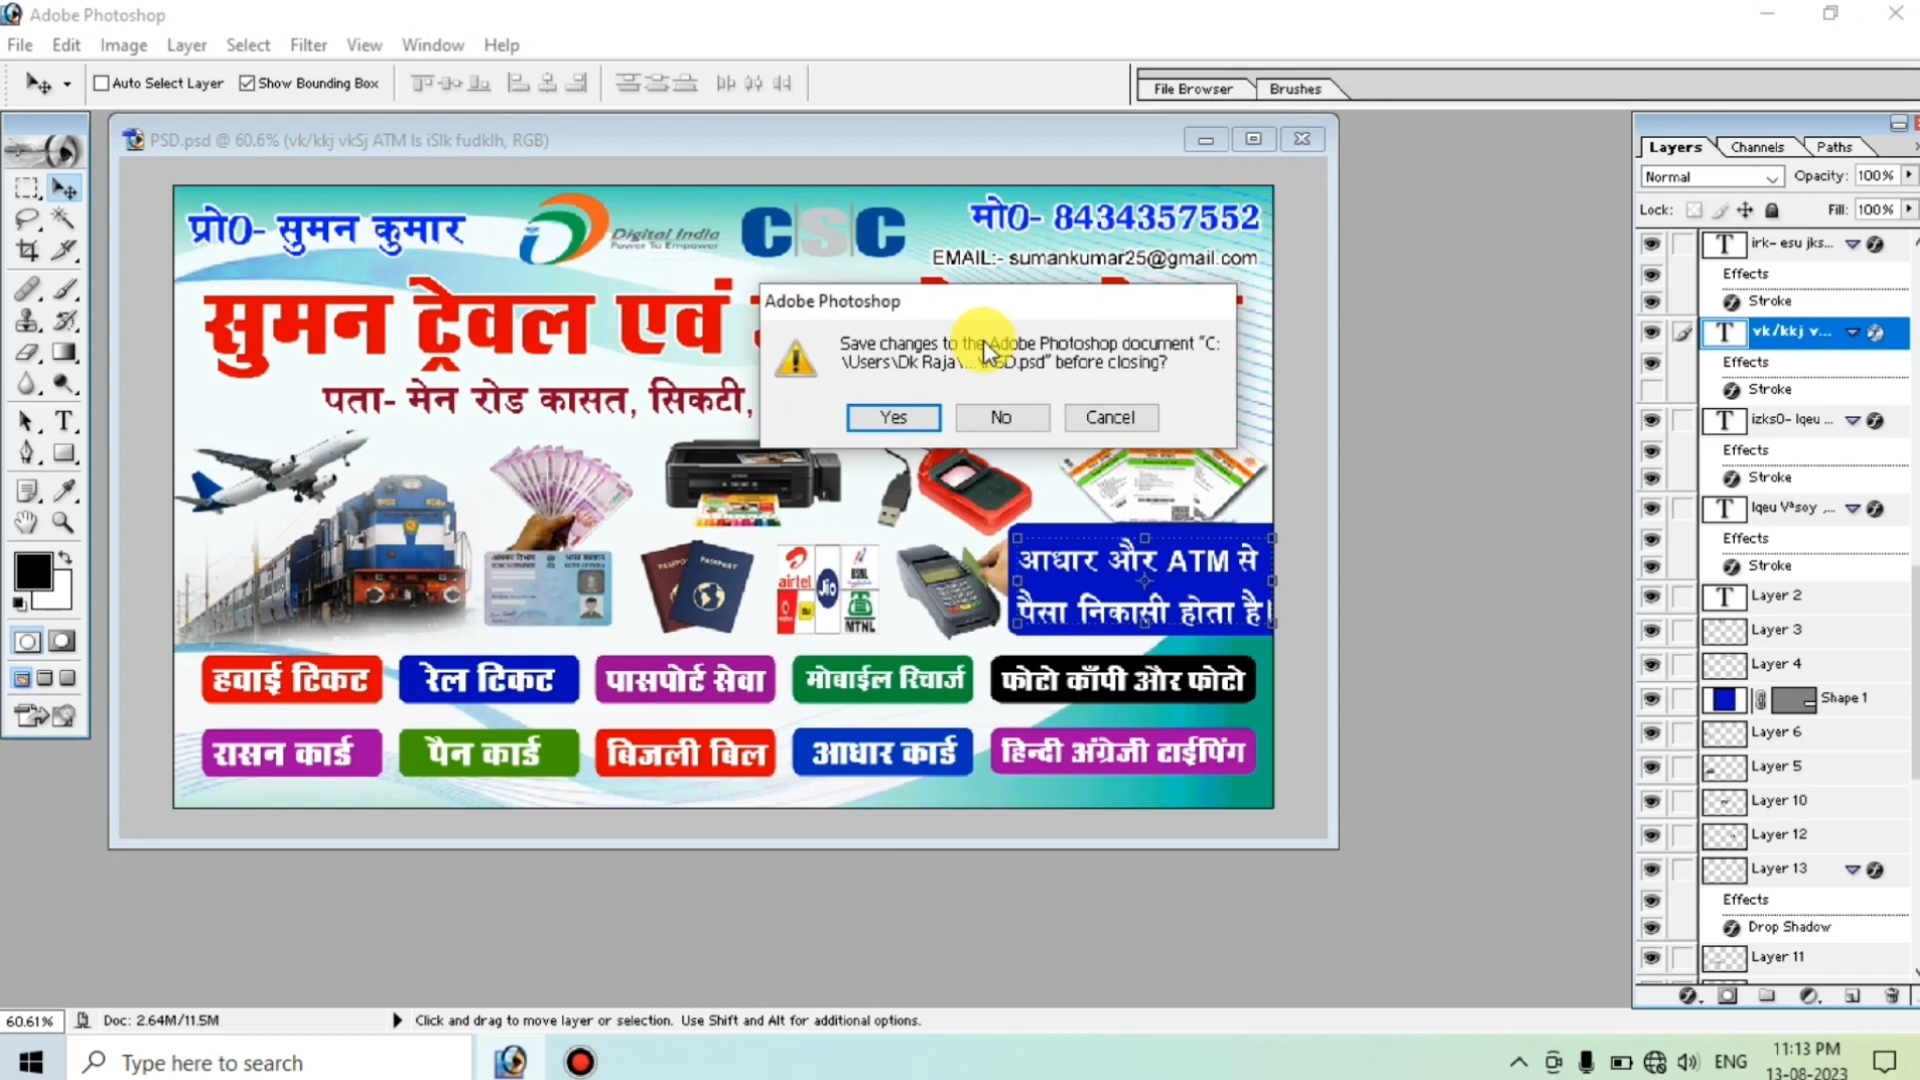 Adobe Photoshop
File Edit Image Layer Select Filter View Window Help
Auto Select Layer Show Bounding Box
File Browser Brushes
PSD.psd @ 60.6% (vk/kkj vkSj ATM ls iSlk fudklh, RGB)
प्रो0- सुमन कुमार
Digital India
Power To Empower
CSC
मो0- 8434357552
EMAIL:- sumankumar25@gmail.com
सुमन ट्रेवल एवं
पता- मेन रोड कासत, सिकटी,
Adobe Photoshop
Save changes to the Adobe Photoshop document "C:
\Users\Dk Raja\...\PSD.psd" before closing?
Yes No Cancel
EPSON
PASSPORT
airtel
Jio
BSNL
MTNL
आधार और ATM से
पैसा निकासी होता है।
हवाई टिकट
रेल टिकट
पासपोर्ट सेवा
मोबाईल रिचार्ज
फोटो कॉपी और फोटो
रासन कार्ड
पैन कार्ड
बिजली बिल
आधार कार्ड
हिन्दी अंग्रेजी टाईपिंग
Layers Channels Paths
Normal Opacity: 100%
Lock: Fill: 100%
irk- esu jks...
Effects
Stroke
vk/kkj v...
Effects
Stroke
izks0- lqeu ...
Effects
Stroke
lqeu Vªsoy ,...
Effects
Stroke
Layer 2
Layer 3
Layer 4
Shape 1
Layer 6
Layer 5
Layer 10
Layer 12
Layer 13
Effects
Drop Shadow
Layer 11
60.61% Doc: 2.64M/11.5M Click and drag to move layer or selection. Use Shift and Alt for additional options.
Type here to search
ENG
11:13 PM
13-08-2023